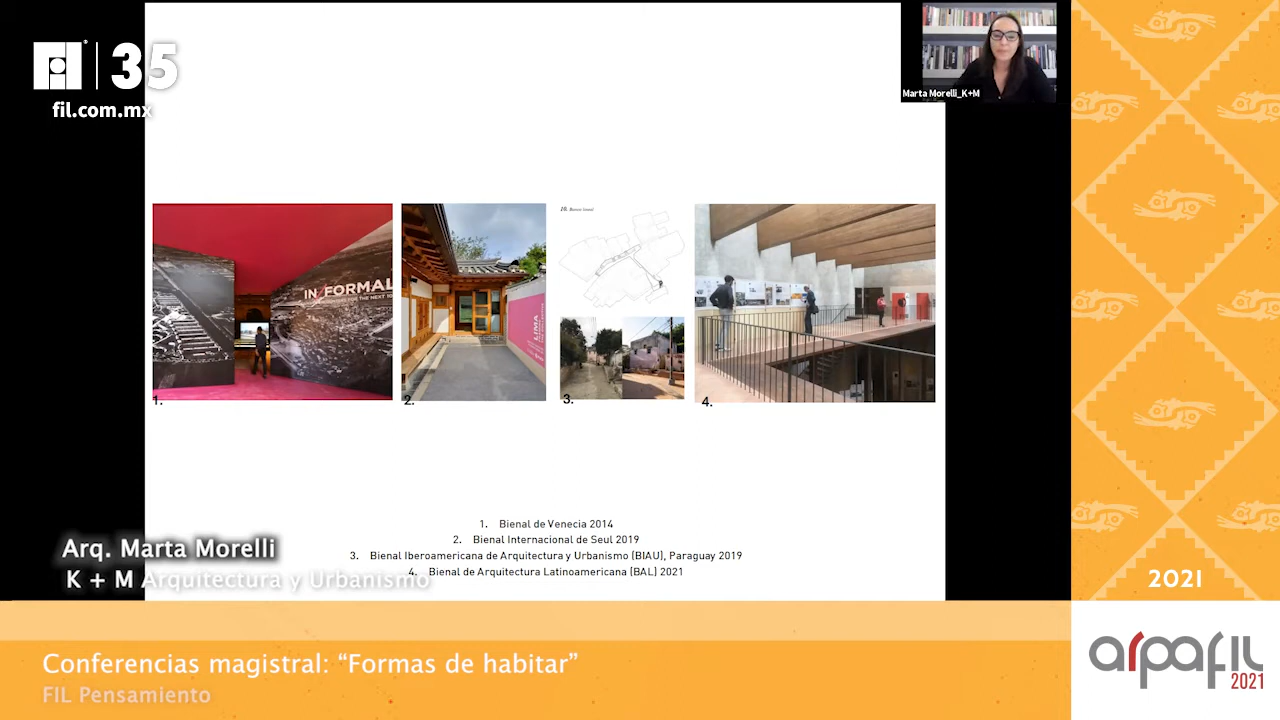 FIL 35
fil.com.mx
Marta Morelli_K+M
IN/FORMAL
LIMA
1.
2.
3.
4.
1. Bienal de Venecia 2014
2. Bienal Internacional de Seul 2019
3. Bienal Iberoamericana de Arquitectura y Urbanismo (BIAU), Paraguay 2019
4. Bienal de Arquitectura Latinoamericana (BAL) 2021
Arq. Marta Morelli
K + M Arquitectura y Urbanismo
2021
Conferencias magistral: “Formas de habitar”
FIL Pensamiento
arpafil
2021